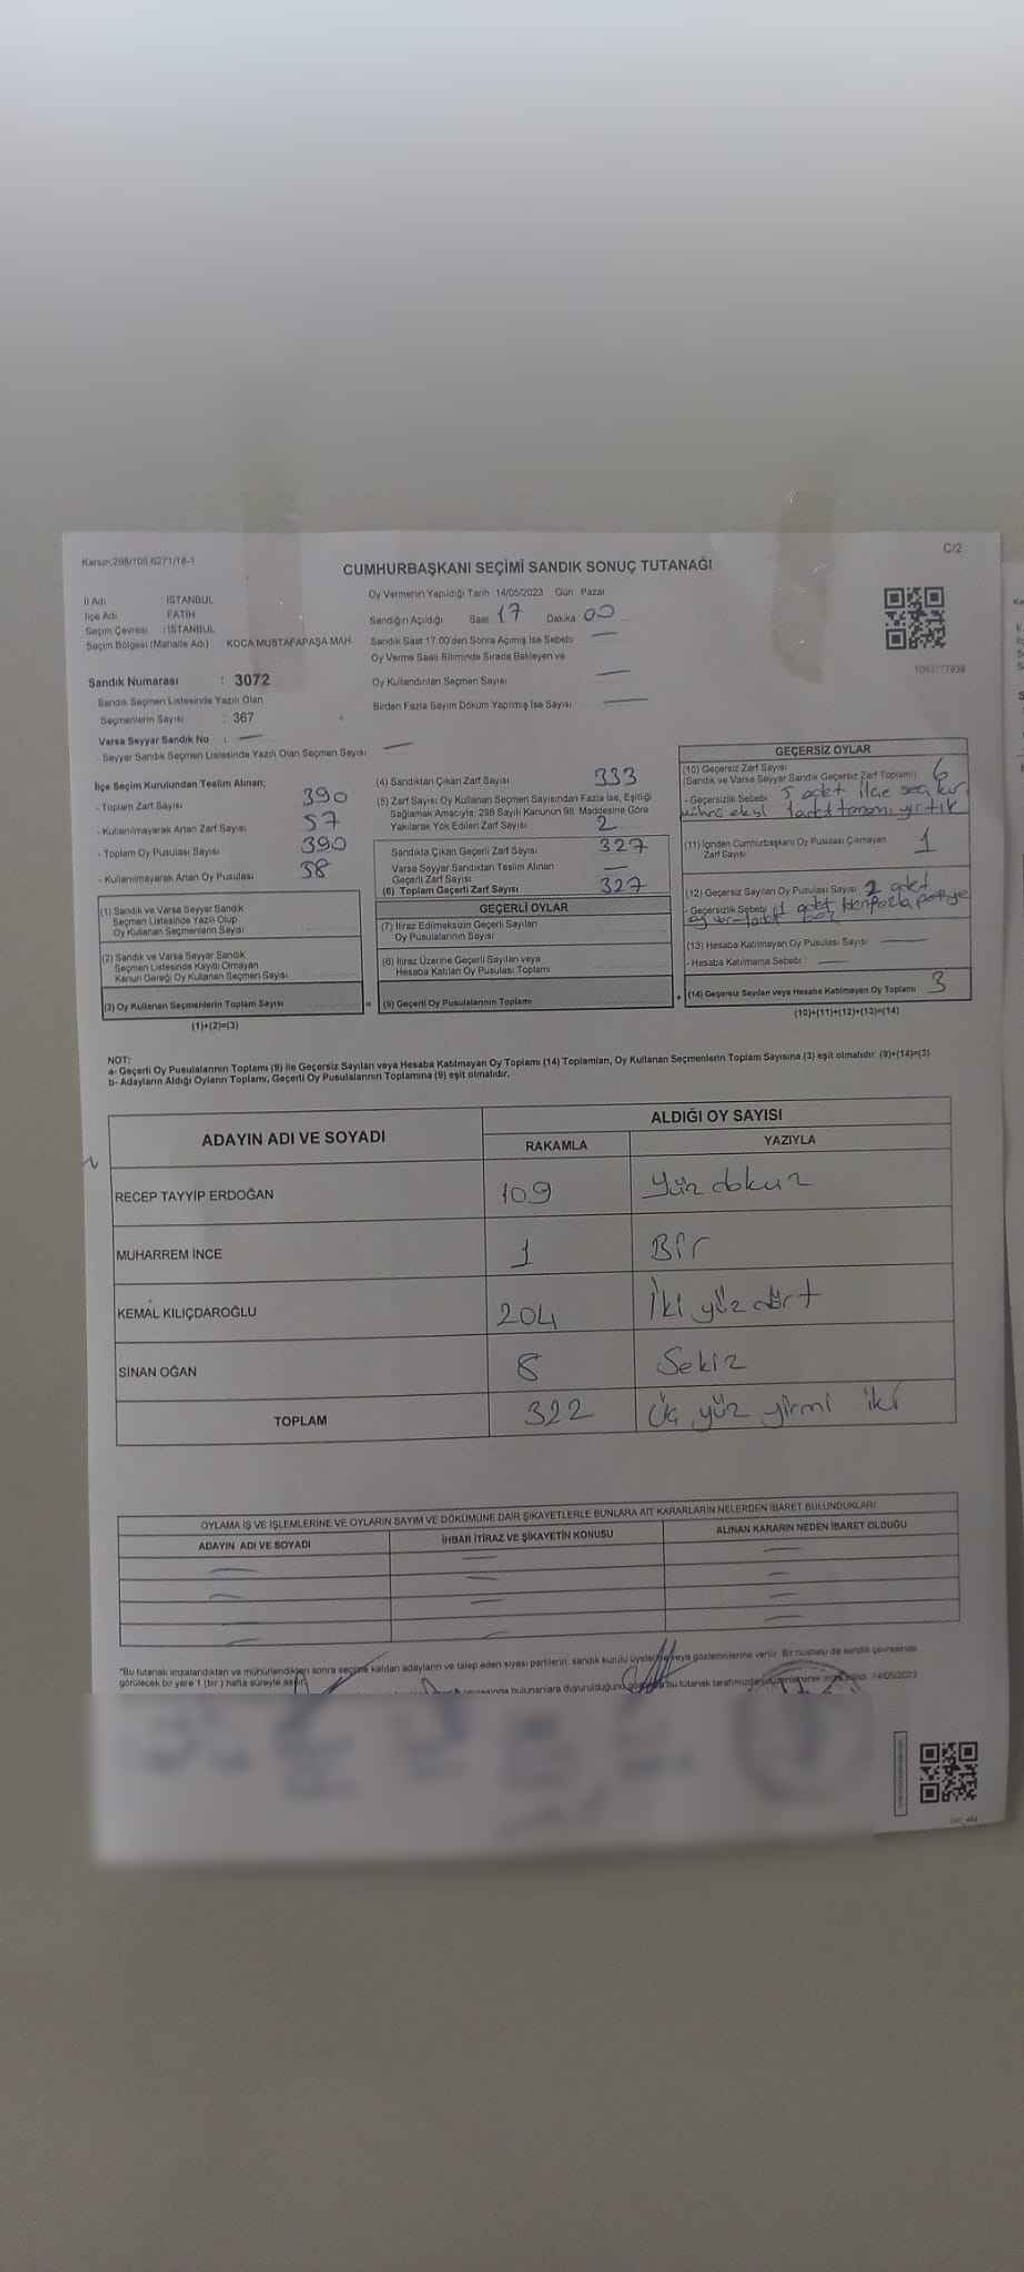 Kanun:298/105,6271/18-1
C/2
CUMHURBAŞKANI SEÇİMİ SANDIK SONUÇ TUTANAĞI
İl Adı : İSTANBUL
İlçe Adı : FATİH
Seçim Çevresi : İSTANBUL
Seçim Bölgesi (Mahalle Adı) KOCA MUSTAFAPAŞA MAH.
Oy Vermenin Yapıldığı Tarih 14/05/2023 Gün Pazar
Sandığın Açıldığı Saat 17 Dakika 00
Sandık Saat 17:00'den Sonra Açılmış İse Sebebi
Oy Verme Saati Bitiminde Sırada Bekleyen ve
Oy Kullandırılan Seçmen Sayısı
Birden Fazla Sayım Döküm Yapılmış İse Sayısı
Sandık Numarası : 3072
Sandık Seçmen Listesinde Yazılı Olan
Seçmenlerin Sayısı : 367
Varsa Seyyar Sandık No :
Seyyar Sandık Seçmen Listesinde Yazılı Olan Seçmen Sayısı
İlçe Seçim Kurulundan Teslim Alınan;
- Toplam Zarf Sayısı 390
- Kullanılmayarak Artan Zarf Sayısı 57
- Toplam Oy Pusulası Sayısı 390
- Kullanılmayarak Artan Oy Pusulası 58
(1) Sandık ve Varsa Seyyar Sandık
Seçmen Listesinde Yazılı Olup
Oy Kullanan Seçmenlerin Sayısı
(2) Sandık ve Varsa Seyyar Sandık
Seçmen Listesinde Kaydı Olmayan
Kanun Gereği Oy Kullanan Seçmen Sayısı
(3) Oy Kullanan Seçmenlerin Toplam Sayısı
(1)+(2)=(3)
(4) Sandıktan Çıkan Zarf Sayısı 333
(5) Zarf Sayısı Oy Kullanan Seçmen Sayısından Fazla İse, Eşitliği
Sağlamak Amacıyla, 298 Sayılı Kanunun 98. Maddesine Göre
Yakılarak Yok Edilen Zarf Sayısı 2
Sandıkta Çıkan Geçerli Zarf Sayısı 327
Varsa Seyyar Sandıktan Teslim Alınan
Geçerli Zarf Sayısı
(6) Toplam Geçerli Zarf Sayısı 327
GEÇERLİ OYLAR
(7) İtiraz Edilmeksizin Geçerli Sayılan
Oy Pusulalarının Sayısı
(8) İtiraz Üzerine Geçerli Sayılan veya
Hesaba Katılan Oy Pusulası Toplamı
= (9) Geçerli Oy Pusulalarının Toplamı
GEÇERSİZ OYLAR
(10) Geçersiz Zarf Sayısı
(Sandık ve Varsa Seyyar Sandık Geçersiz Zarf Toplamı) 6
- Geçersizlik Sebebi 5 adet ilçe seç kur
mührü eksi 1 adet tamamı yırtık
(11) İçinden Cumhurbaşkanı Oy Pusulası Çıkmayan
Zarf Sayısı 1
(12) Geçersiz Sayılan Oy Pusulası Sayısı 2 adet
- Geçersizlik Sebebi 1 adet
(13) Hesaba Katılmayan Oy Pusulası Sayısı
- Hesaba Katılmama Sebebi
+ (14) Geçersiz Sayılan veya Hesaba Katılmayan Oy Toplamı 3
(10)+(11)+(12)+(13)=(14)
NOT:
a- Geçerli Oy Pusulalarının Toplamı (9) ile Geçersiz Sayılan veya Hesaba Katılmayan Oy Toplamı (14) Toplamları, Oy Kullanan Seçmenlerin Toplam Sayısına (3) eşit olmalıdır. (9)+(14)=(3)
b- Adayların Aldığı Oyların Toplamı, Geçerli Oy Pusulalarının Toplamına (9) eşit olmalıdır.
ADAYIN ADI VE SOYADI
ALDIĞI OY SAYISI
RAKAMLA YAZIYLA
RECEP TAYYİP ERDOĞAN 109 Yüz dokuz
MUHARREM İNCE 1 Bir
KEMAL KILIÇDAROĞLU 204 İki yüz dört
SİNAN OĞAN 8 Sekiz
TOPLAM 322 Üç yüz yirmi iki
OYLAMA İŞ VE İŞLEMLERİNE VE OYLARIN SAYIM VE DÖKÜMÜNE DAİR ŞİKAYETLERLE BUNLARA AİT KARARLARIN NELERDEN İBARET BULUNDUKLARI
ADAYIN ADI VE SOYADI İHBAR İTİRAZ VE ŞİKAYETİN KONUSU ALINAN KARARIN NEDEN İBARET OLDUĞU
"Bu tutanak imzalandıktan ve mühürlendikten sonra seçime katılan adayların ve talep eden siyasi partilerin, sandık kurulu üyelerine veya gözlemcilerine verilir. Bir nüshası da sandık çevresinde
görülecek bir yere 1 (bir) hafta süreyle asılır.
bulunanlara duyurulduğunu bu tutanak 14/05/2023